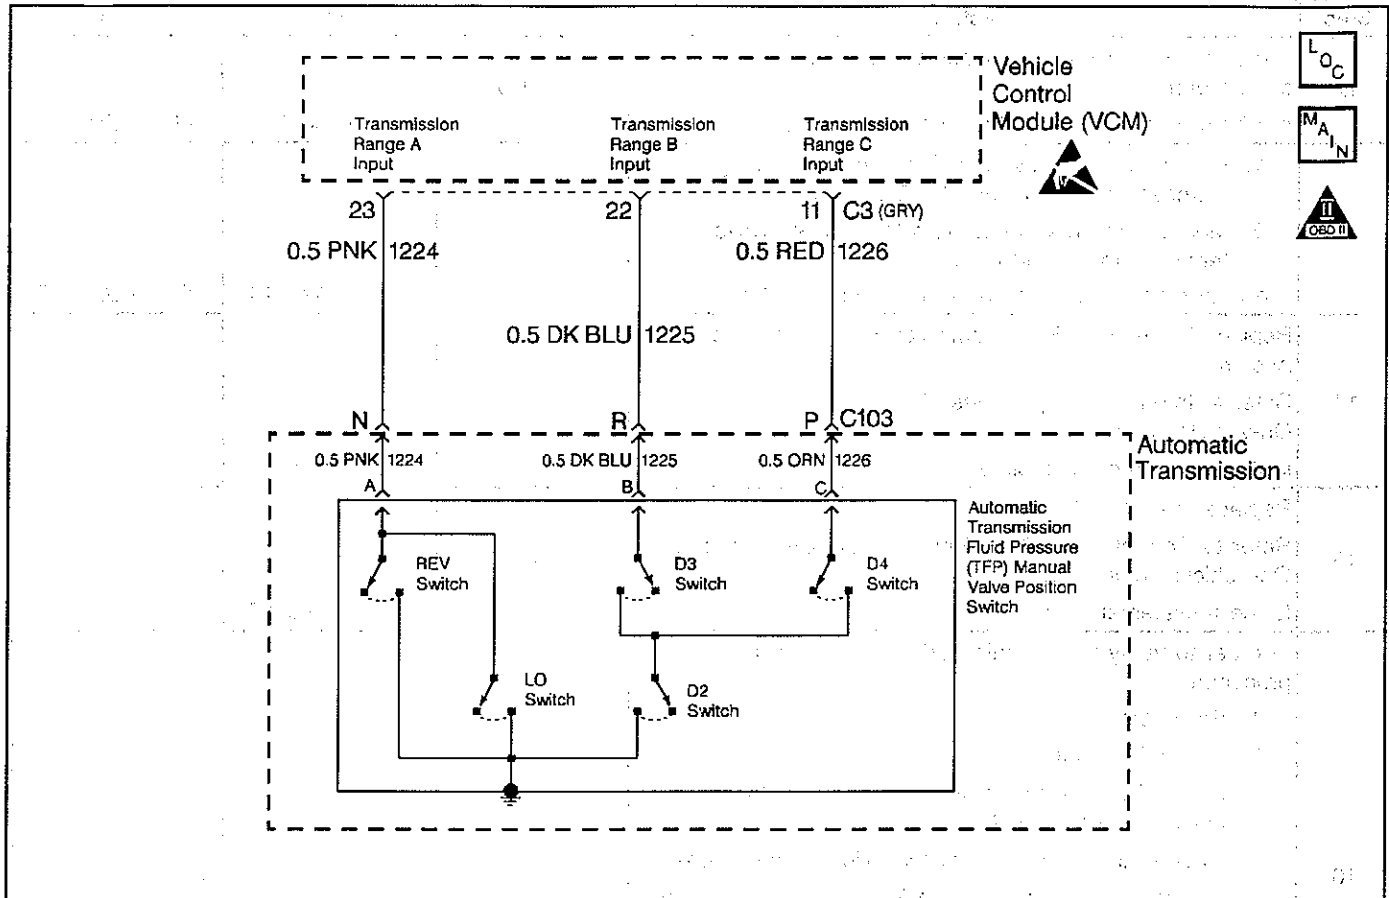 Vehicle
Control
Module (VCM)
LOC
MAIN
II
OBD II
Transmission
Range A
Input
Transmission
Range B
Input
Transmission
Range C
Input
23
22
11
C3 (GRY)
0.5 PNK
1224
0.5 RED
1226
0.5 DK BLU
1225
N
R
P
C103
Automatic
Transmission
0.5 PNK
1224
0.5 DK BLU
1225
0.5 ORN
1226
A
B
C
Automatic
Transmission
Fluid Pressure
(TFP) Manual
Valve Position
Switch
REV
Switch
D3
Switch
D4
Switch
LO
Switch
D2
Switch